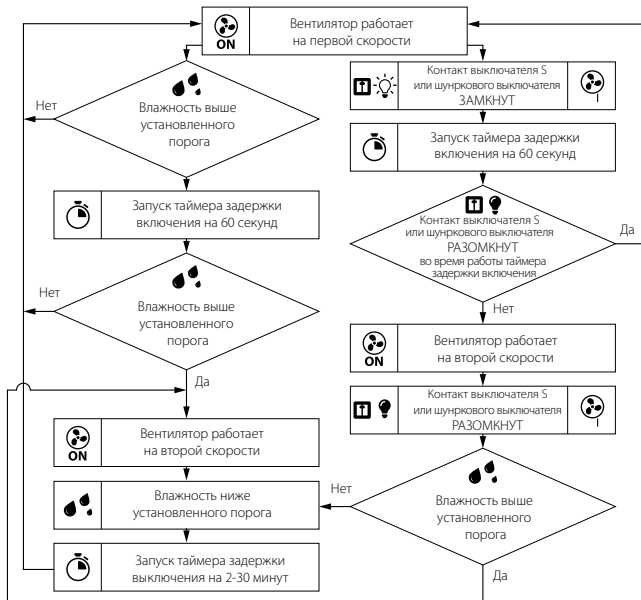 ON
Вентилятор работает
на первой скорости
Нет
Влажность выше
установленного
порога
Запуск таймера задержки
включения на 60 секунд
Нет
Влажность выше
установленного
порога
Да
ON
Вентилятор работает
на второй скорости
Влажность ниже
установленного порога
Запуск таймера задержки
выключения на 2-30 минут
Контакт выключателя S
или шунркового выключателя
ЗАМКНУТ
Запуск таймера задержки
включения на 60 секунд
Контакт выключателя S
или шунркового выключателя
РАЗОМКНУТ
во время работы таймера
задержки включения
Да
Нет
ON
Вентилятор работает
на второй скорости
Контакт выключателя S
или шунркового выключателя
РАЗОМКНУТ
Нет
Влажность выше
установленного
порога
Да